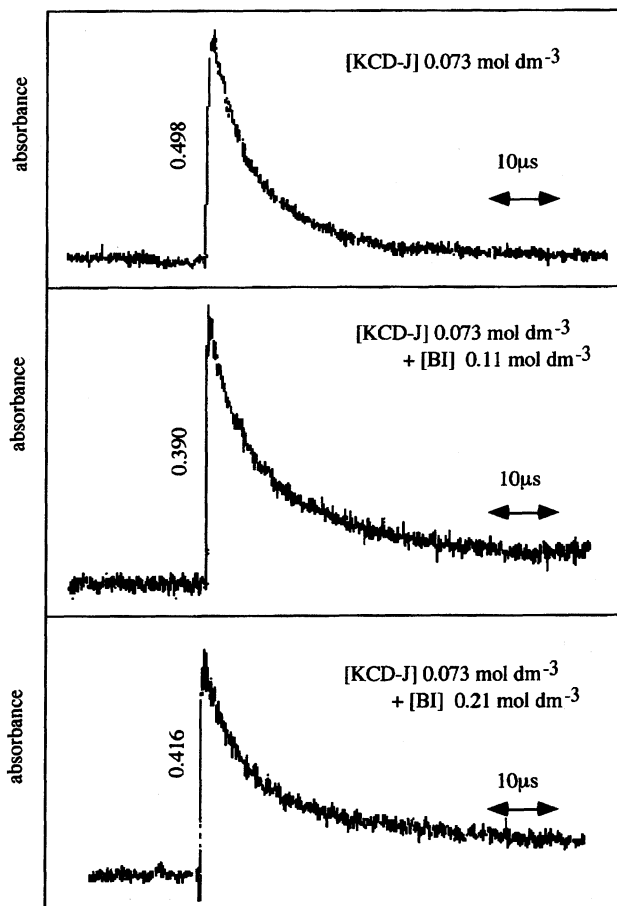 absorbance
0.498
[KCD-J] 0.073 mol dm-3
10μs
absorbance
0.390
[KCD-J] 0.073 mol dm-3
+ [BI] 0.11 mol dm-3
10μs
absorbance
0.416
[KCD-J] 0.073 mol dm-3
+ [BI] 0.21 mol dm-3
10μs